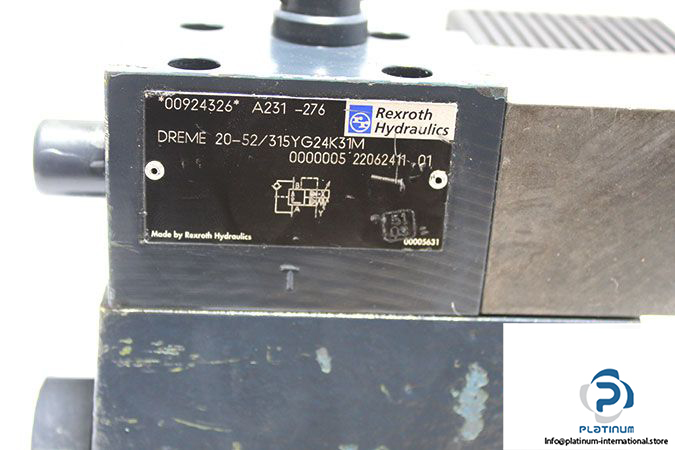 *00924326* A231 -276
Rexroth
Hydraulics
DREME 20-52/315YG24K31M
0000005 22062411 01
B
A Y
51
Made by Rexroth Hydraulics
00005631
T
PLATINUM
Info@platinum-international.store